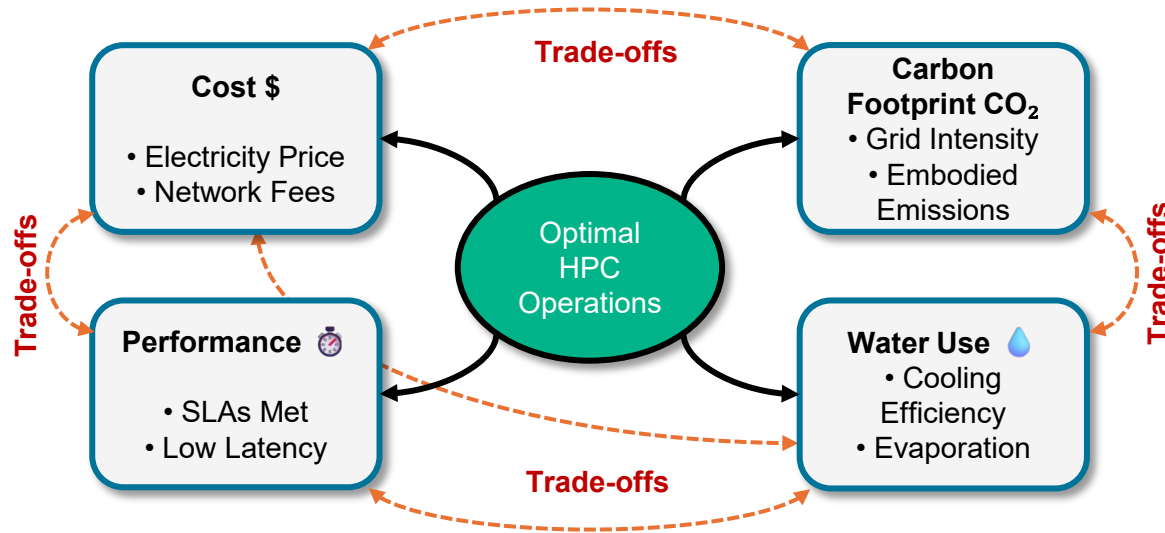 Trade-offs
Cost $
• Electricity Price
• Network Fees
Carbon
Footprint CO₂
• Grid Intensity
• Embodied
Emissions
Trade-offs
Optimal
HPC
Operations
Trade-offs
Performance ⏱
• SLAs Met
• Low Latency
Water Use 💧
• Cooling
Efficiency
• Evaporation
Trade-offs